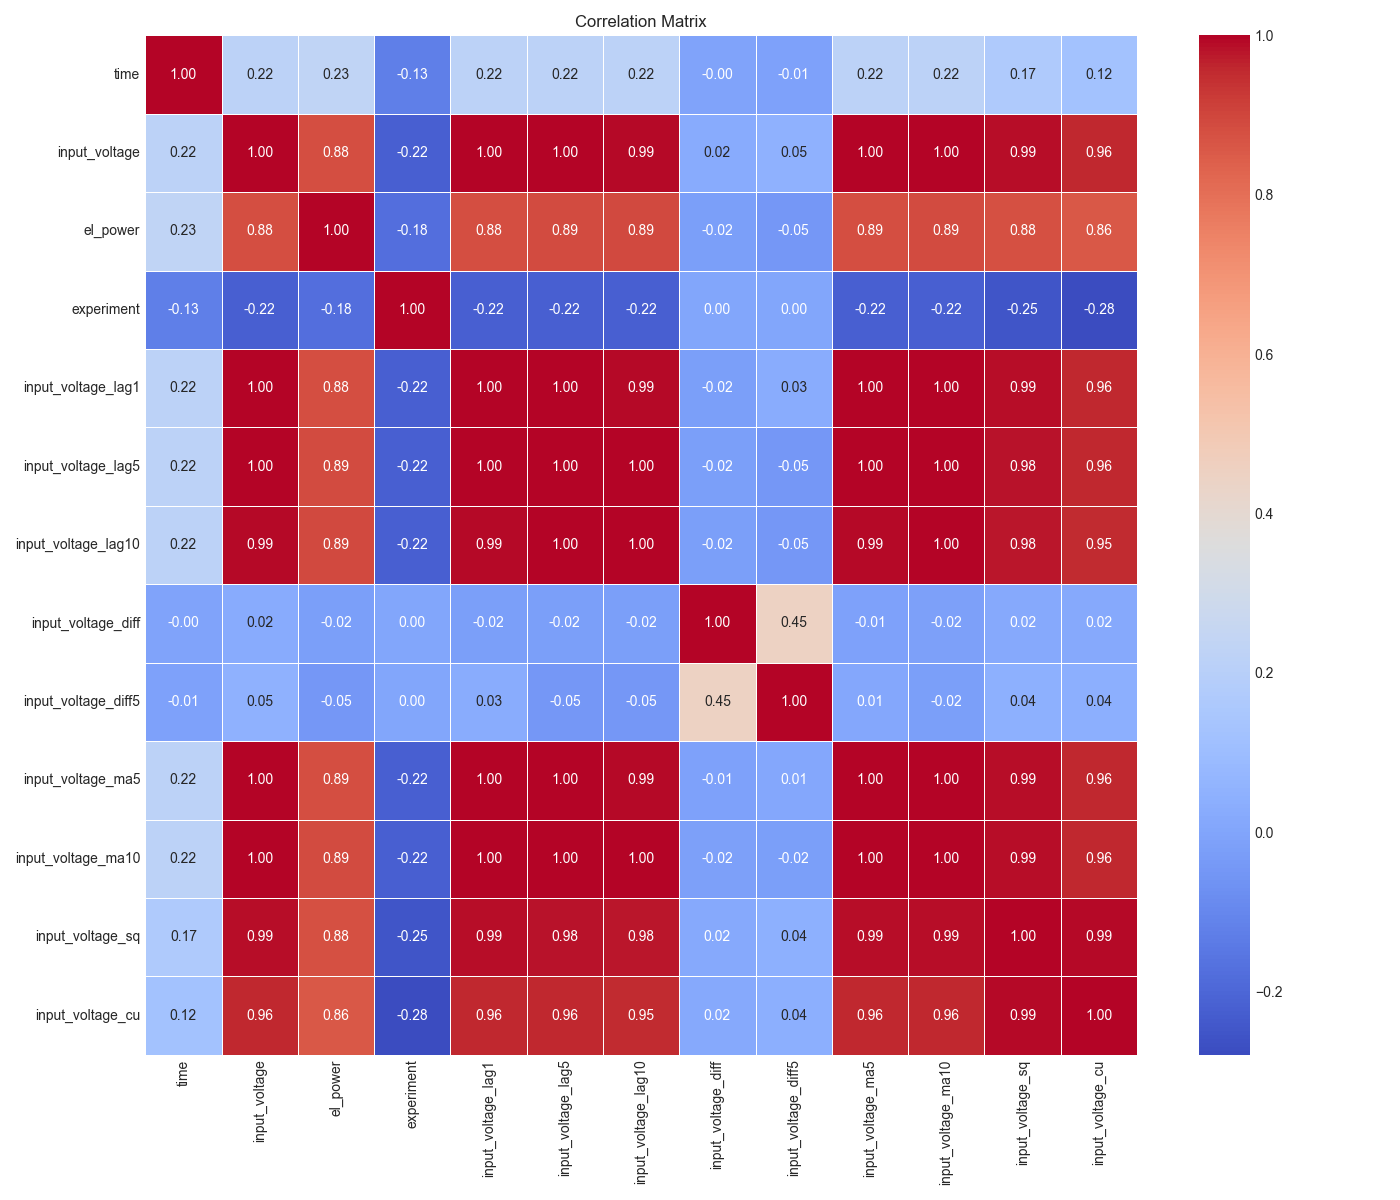 Correlation Matrix
time 1.00 0.22 0.23 -0.13 0.22 0.22 0.22 -0.00 -0.01 0.22 0.22 0.17 0.12
input_voltage 0.22 1.00 0.88 -0.22 1.00 1.00 0.99 0.02 0.05 1.00 1.00 0.99 0.96
el_power 0.23 0.88 1.00 -0.18 0.88 0.89 0.89 -0.02 -0.05 0.89 0.89 0.88 0.86
experiment -0.13 -0.22 -0.18 1.00 -0.22 -0.22 -0.22 0.00 0.00 -0.22 -0.22 -0.25 -0.28
input_voltage_lag1 0.22 1.00 0.88 -0.22 1.00 1.00 0.99 -0.02 0.03 1.00 1.00 0.99 0.96
input_voltage_lag5 0.22 1.00 0.89 -0.22 1.00 1.00 1.00 -0.02 -0.05 1.00 1.00 0.98 0.96
input_voltage_lag10 0.22 0.99 0.89 -0.22 0.99 1.00 1.00 -0.02 -0.05 0.99 1.00 0.98 0.95
input_voltage_diff -0.00 0.02 -0.02 0.00 -0.02 -0.02 -0.02 1.00 0.45 -0.01 -0.02 0.02 0.02
input_voltage_diff5 -0.01 0.05 -0.05 0.00 0.03 -0.05 -0.05 0.45 1.00 0.01 -0.02 0.04 0.04
input_voltage_ma5 0.22 1.00 0.89 -0.22 1.00 1.00 0.99 -0.01 0.01 1.00 1.00 0.99 0.96
input_voltage_ma10 0.22 1.00 0.89 -0.22 1.00 1.00 1.00 -0.02 -0.02 1.00 1.00 0.99 0.96
input_voltage_sq 0.17 0.99 0.88 -0.25 0.99 0.98 0.98 0.02 0.04 0.99 0.99 1.00 0.99
input_voltage_cu 0.12 0.96 0.86 -0.28 0.96 0.96 0.95 0.02 0.04 0.96 0.96 0.99 1.00
time
input_voltage
el_power
experiment
input_voltage_lag1
input_voltage_lag5
input_voltage_lag10
input_voltage_diff
input_voltage_diff5
input_voltage_ma5
input_voltage_ma10
input_voltage_sq
input_voltage_cu
1.0
0.8
0.6
0.4
0.2
0.0
−0.2